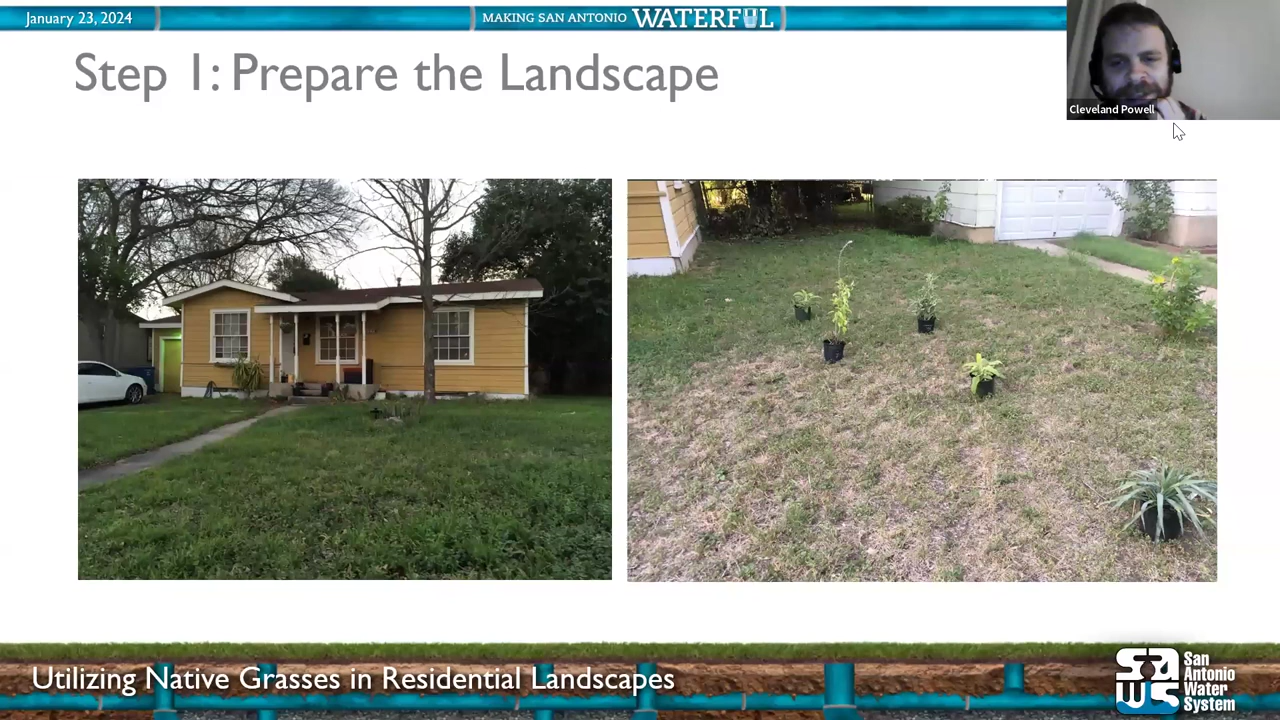 January 23, 2024
MAKING SAN ANTONIO WATERFUL
Step 1: Prepare the Landscape
Cleveland Powell
Utilizing Native Grasses in Residential Landscapes
SAWS
San
Antonio
Water
System